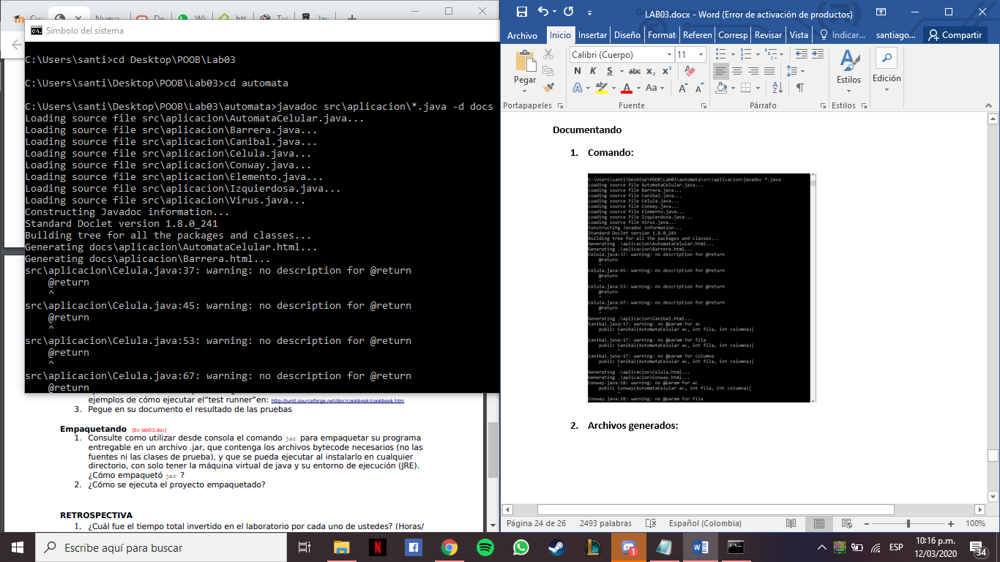 Símbolo del sistema
C:\Users\santi>cd Desktop\POOB\Lab03
C:\Users\santi\Desktop\POOB\Lab03>cd automata
C:\Users\santi\Desktop\POOB\Lab03\automata>javadoc src\aplicacion\*.java -d docs
Loading source file src\aplicacion\AutomataCelular.java...
Loading source file src\aplicacion\Barrera.java...
Loading source file src\aplicacion\Canibal.java...
Loading source file src\aplicacion\Celula.java...
Loading source file src\aplicacion\Conway.java...
Loading source file src\aplicacion\Elemento.java...
Loading source file src\aplicacion\Izquierdosa.java...
Loading source file src\aplicacion\Virus.java...
Constructing Javadoc information...
Standard Doclet version 1.8.0_241
Building tree for all the packages and classes...
Generating docs\aplicacion\AutomataCelular.html...
Generating docs\aplicacion\Barrera.html...
src\aplicacion\Celula.java:37: warning: no description for @return
@return
^
src\aplicacion\Celula.java:45: warning: no description for @return
@return
^
src\aplicacion\Celula.java:53: warning: no description for @return
@return
^
src\aplicacion\Celula.java:67: warning: no description for @return
@return
ejemplos de cómo ejecutar el“test runner”en: http://junit.sourceforge.net/doc/cookbook/cookbook.htm
3. Pegue en su documento el resultado de las pruebas
Empaquetando [En lab03.doc]
1. Consulte como utilizar desde consola el comando jar para empaquetar su programa
entregable en un archivo .jar, que contenga los archivos bytecode necesarios (no las
fuentes ni las clases de prueba), y que se pueda ejecutar al instalarlo en cualquier
directorio, con solo tener la máquina virtual de java y su entorno de ejecución (JRE).
¿Cómo empaquetó jar ?
2. ¿Cómo se ejecuta el proyecto empaquetado?
RETROSPECTIVA
1. ¿Cuál fue el tiempo total invertido en el laboratorio por cada uno de ustedes? (Horas/
LAB03.docx - Word (Error de activación de productos)
Archivo Inicio Insertar Diseño Format Referen Corresp Revisar Vista Indicar... santiago... Compartir
Calibri (Cuerpo) 11
Pegar
N K S abc x₂ x²
Estilos Edición
Portapapeles Fuente Párrafo Estilos
Documentando
1. Comando:
C:\Users\santi\Desktop\POOB\Lab03\automata\src\aplicacion>javadoc *.java
Loading source file AutomataCelular.java...
Loading source file Barrera.java...
Loading source file Canibal.java...
Loading source file Celula.java...
Loading source file Conway.java...
Loading source file Elemento.java...
Loading source file Izquierdosa.java...
Loading source file Virus.java...
Constructing Javadoc information...
Standard Doclet version 1.8.0_241
Building tree for all the packages and classes...
Generating .\aplicacion\AutomataCelular.html...
Generating .\aplicacion\Barrera.html...
Celula.java:37: warning: no description for @return
@return
^
Celula.java:45: warning: no description for @return
@return
^
Celula.java:53: warning: no description for @return
@return
^
Celula.java:67: warning: no description for @return
@return
^
Generating .\aplicacion\Canibal.html...
Canibal.java:17: warning: no @param for ac
public Canibal(AutomataCelular ac, int fila, int columna){
^
Canibal.java:17: warning: no @param for fila
public Canibal(AutomataCelular ac, int fila, int columna){
^
Canibal.java:17: warning: no @param for columna
public Canibal(AutomataCelular ac, int fila, int columna){
^
Generating .\aplicacion\Celula.html...
Generating .\aplicacion\Conway.html...
Conway.java:18: warning: no @param for ac
public Conway(AutomataCelular ac, int fila, int columna){
^
Conway.java:18: warning: no @param for fila
2. Archivos generados:
Página 24 de 26 2493 palabras Español (Colombia) 100%
Escribe aquí para buscar
ESP
10:16 p.m.
12/03/2020
34